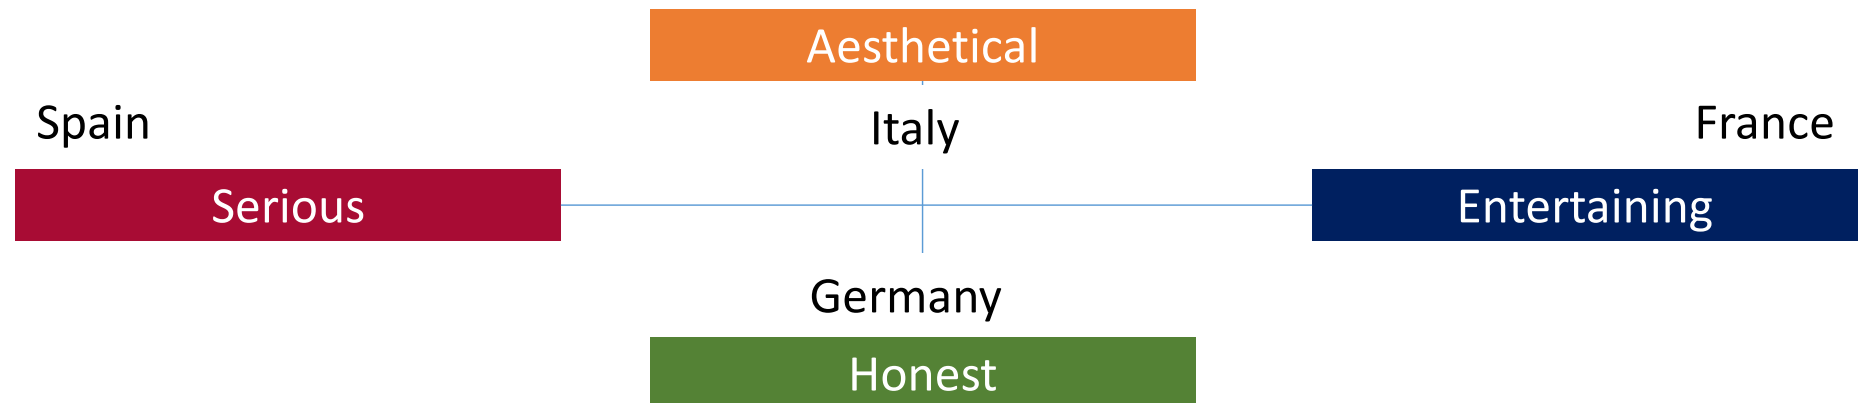 Aesthetical
Spain
Italy
France
Serious
Entertaining
Germany
Honest